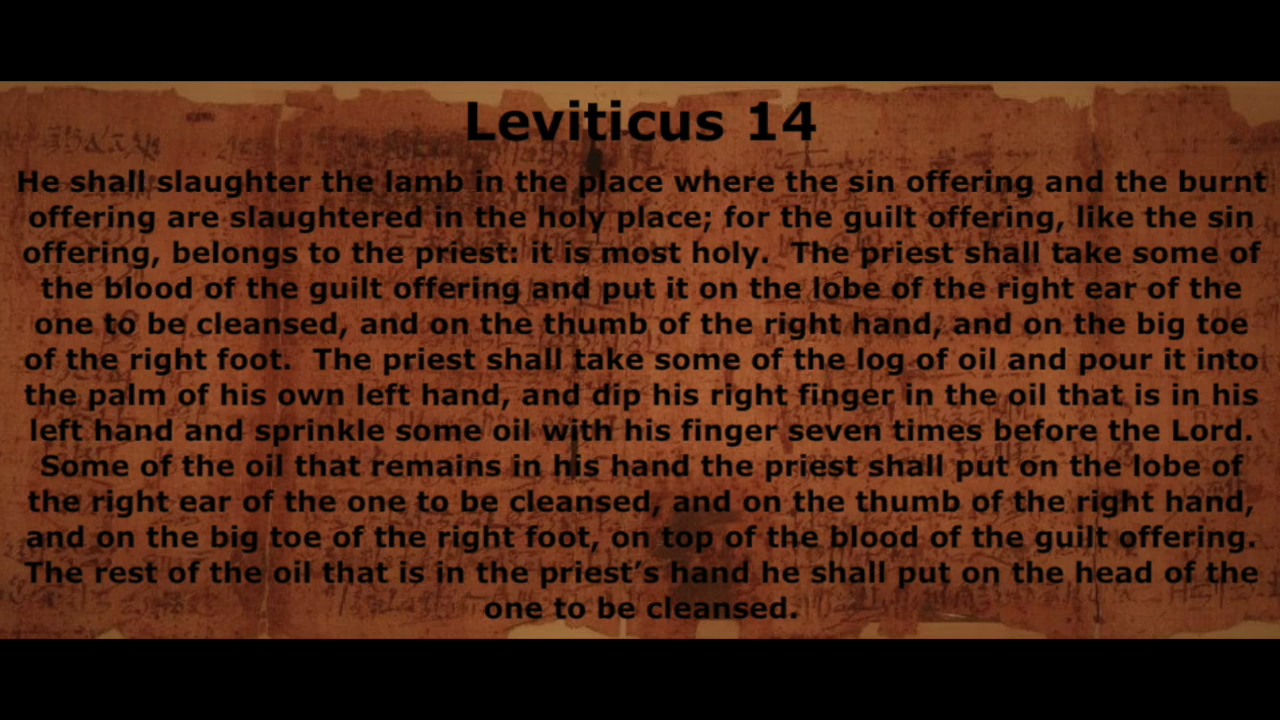 Leviticus 14
He shall slaughter the lamb in the place where the sin offering and the burnt
offering are slaughtered in the holy place; for the guilt offering, like the sin
offering, belongs to the priest: it is most holy.  The priest shall take some of
the blood of the guilt offering and put it on the lobe of the right ear of the
one to be cleansed, and on the thumb of the right hand, and on the big toe
of the right foot.  The priest shall take some of the log of oil and pour it into
the palm of his own left hand, and dip his right finger in the oil that is in his
left hand and sprinkle some oil with his finger seven times before the Lord.
Some of the oil that remains in his hand the priest shall put on the lobe of
the right ear of the one to be cleansed, and on the thumb of the right hand,
and on the big toe of the right foot, on top of the blood of the guilt offering.
The rest of the oil that is in the priest’s hand he shall put on the head of the
one to be cleansed.